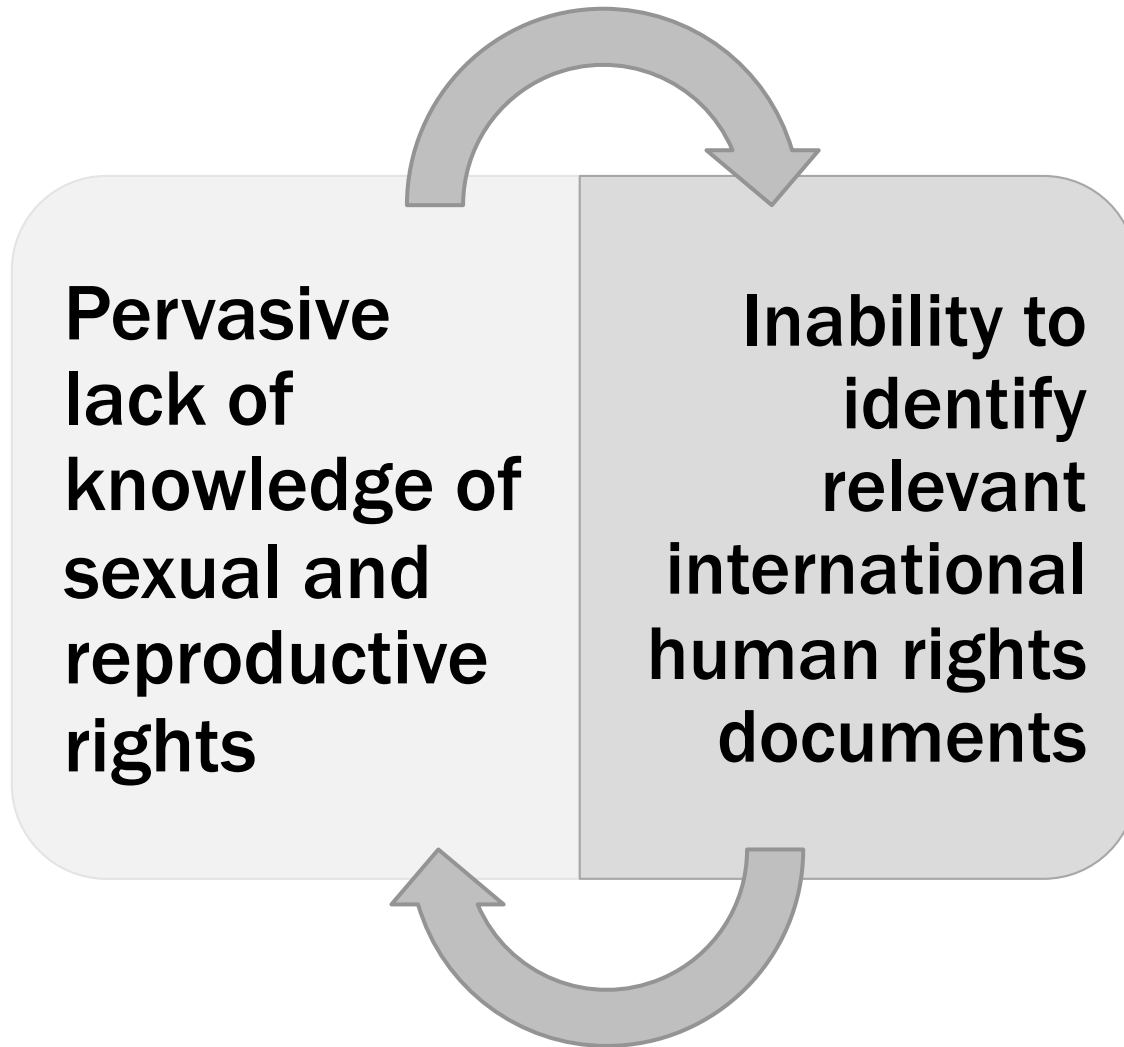 Pervasive
lack of
knowledge of
sexual and
reproductive
rights
Inability to
identify
relevant
international
human rights
documents